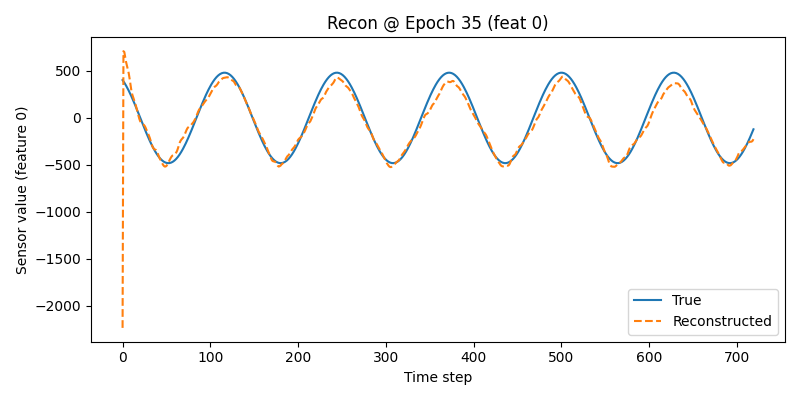 Recon @ Epoch 35 (feat 0)
Sensor value (feature 0)
500
0
−500
−1000
−1500
−2000
0 100 200 300 400 500 600 700
Time step
True
Reconstructed